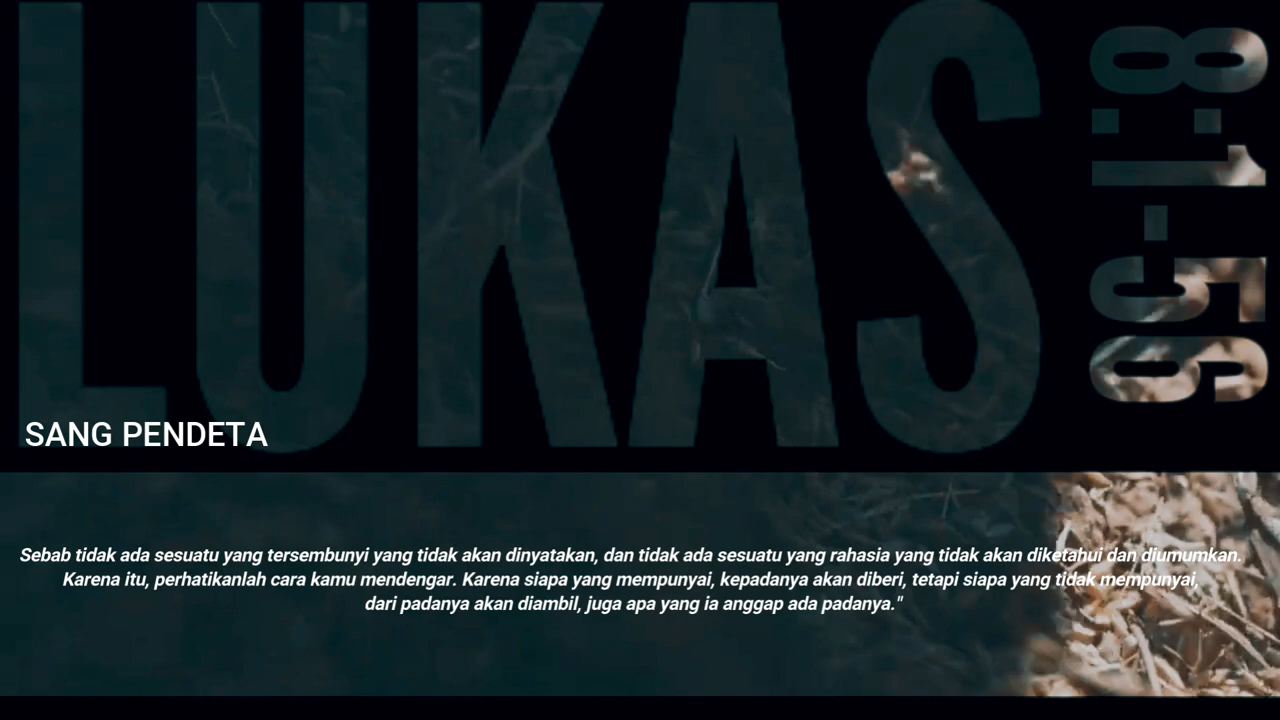 LUKAS
8:1-56
SANG PENDETA
Sebab tidak ada sesuatu yang tersembunyi yang tidak akan dinyatakan, dan tidak ada sesuatu yang rahasia yang tidak akan diketahui dan diumumkan.
Karena itu, perhatikanlah cara kamu mendengar. Karena siapa yang mempunyai, kepadanya akan diberi, tetapi siapa yang tidak mempunyai,
dari padanya akan diambil, juga apa yang ia anggap ada padanya."